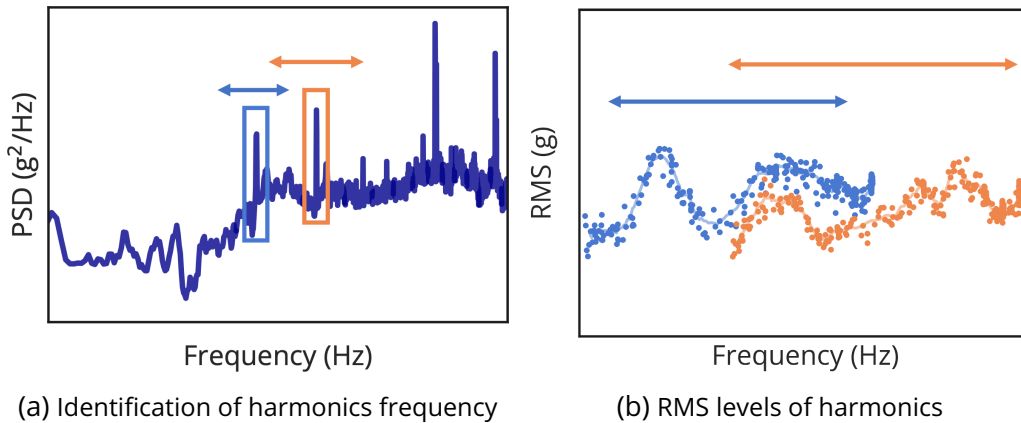 PSD (g²/Hz)
Frequency (Hz)
(a) Identification of harmonics frequency
RMS (g)
Frequency (Hz)
(b) RMS levels of harmonics